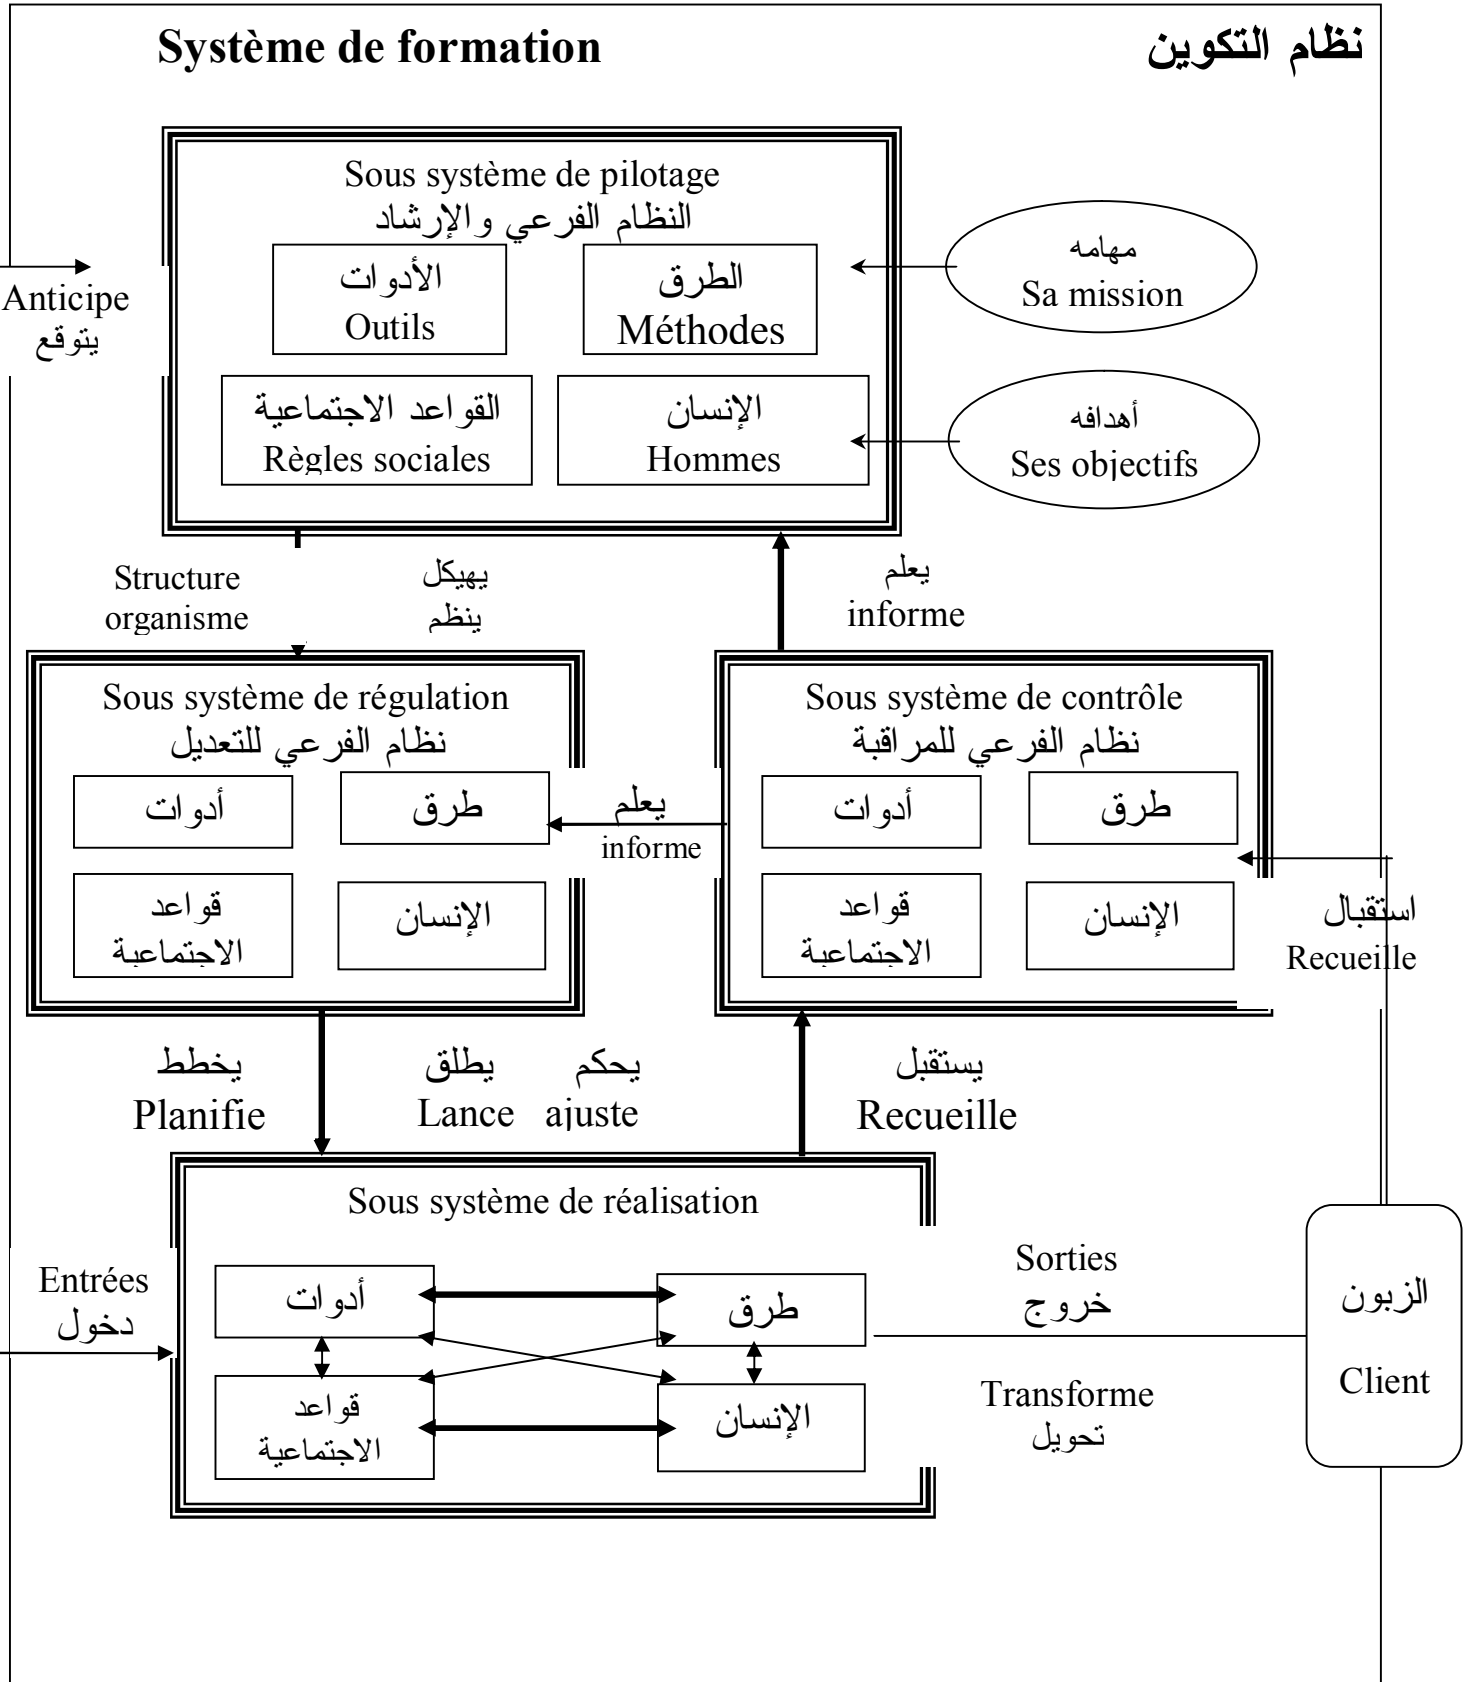 Système de formation
نظام التكوين
Sous système de pilotage
النظام الفرعي والإرشاد
الأدوات
Outils
الطرق
Méthodes
مهامه
Sa mission
Anticipe
يتوقع
القواعد الاجتماعية
Règles sociales
الإنسان
Hommes
أهدافه
Ses objectifs
Structure
organisme
يهيكل
ينظم
يعلم
informe
Sous système de régulation
نظام الفرعي للتعديل
أدوات
طرق
قواعد
الاجتماعية
الإنسان
يعلم
informe
Sous système de contrôle
نظام الفرعي للمراقبة
أدوات
طرق
قواعد
الاجتماعية
الإنسان
استقبال
Recueille
يخطط
Planifie
يطلق
Lance
يحكم
ajuste
يستقبل
Recueille
Sous système de réalisation
Entrées
دخول
أدوات
طرق
قواعد
الاجتماعية
الإنسان
Sorties
خروج
Transforme
تحويل
الزبون
Client